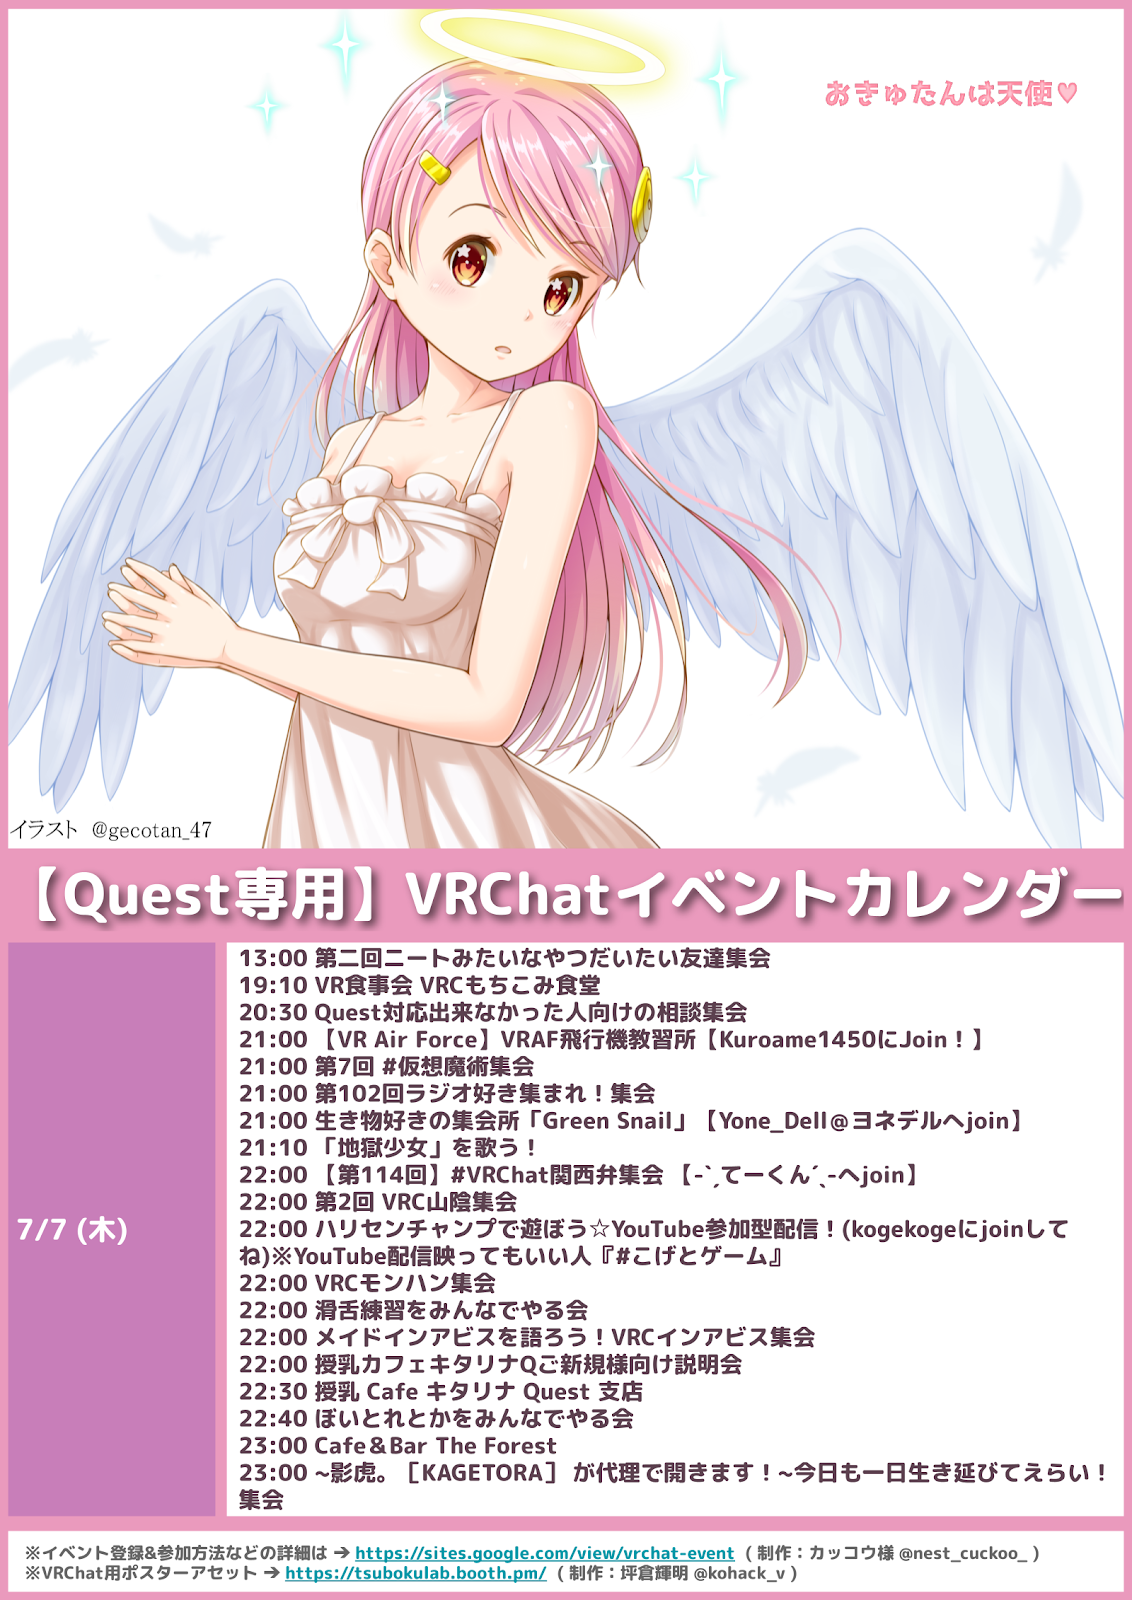 おきゅたんは天使♥
イラスト @gecotan_47
【Quest専用】VRChatイベントカレンダー
7/7 (木)
13:00 第二回ニートみたいなやつだいたい友達集会
19:10 VR食事会 VRCもちこみ食堂
20:30 Quest対応出来なかった人向けの相談集会
21:00 【VR Air Force】VRAF飛行機教習所【Kuroame1450にJoin！】
21:00 第7回 #仮想魔術集会
21:00 第102回ラジオ好き集まれ！集会
21:00 生き物好きの集会所「Green Snail」【Yone_Dell＠ヨネデルへjoin】
21:10 「地獄少女」を歌う！
22:00 【第114回】#VRChat関西弁集会 【-ˋˏてーくんˊˎ-へjoin】
22:00 第2回 VRC山陰集会
22:00 ハリセンチャンプで遊ぼう☆YouTube参加型配信！(kogekogeにjoinして
ね)※YouTube配信映ってもいい人『#こげとゲーム』
22:00 VRCモンハン集会
22:00 滑舌練習をみんなでやる会
22:00 メイドインアビスを語ろう！VRCインアビス集会
22:00 授乳カフェキタリナQご新規様向け説明会
22:30 授乳 Cafe キタリナ Quest 支店
22:40 ぼいとれとかをみんなでやる会
23:00 Cafe＆Bar The Forest
23:00 ~影虎。［KAGETORA］ が代理で開きます！~今日も一日生き延びてえらい！
集会
※イベント登録&参加方法などの詳細は → https://sites.google.com/view/vrchat-event ( 制作：カッコウ様 @nest_cuckoo_ )
※VRChat用ポスターアセット → https://tsubokulab.booth.pm/ ( 制作：坪倉輝明 @kohack_v )